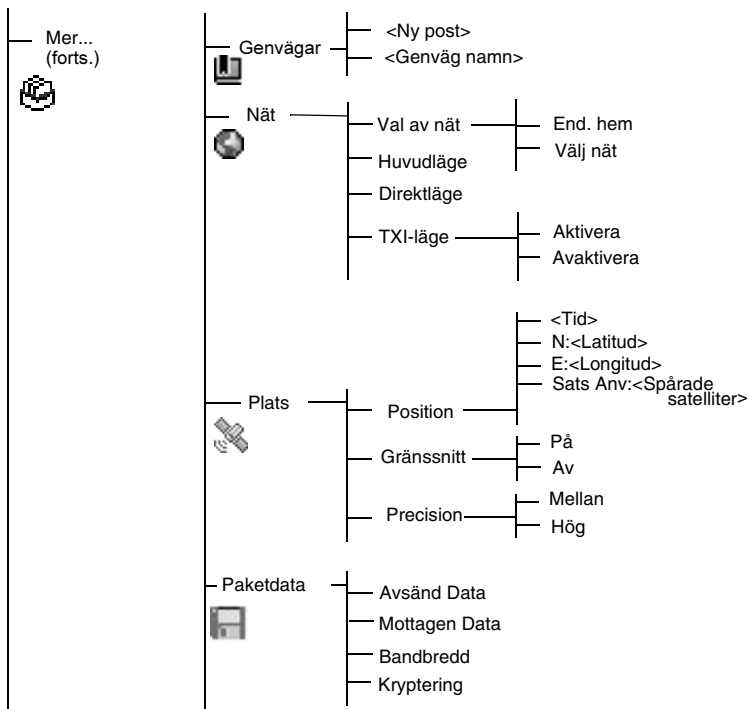 Mer...
(forts.)
Genvägar
<Ny post>
<Genväg namn>
Nät
Val av nät
End. hem
Välj nät
Huvudläge
Direktläge
TXI-läge
Aktivera
Avaktivera
Plats
Position
<Tid>
N:<Latitud>
E:<Longitud>
Sats Anv:<Spårade
satelliter>
Gränssnitt
På
Av
Precision
Mellan
Hög
Paketdata
Avsänd Data
Mottagen Data
Bandbredd
Kryptering